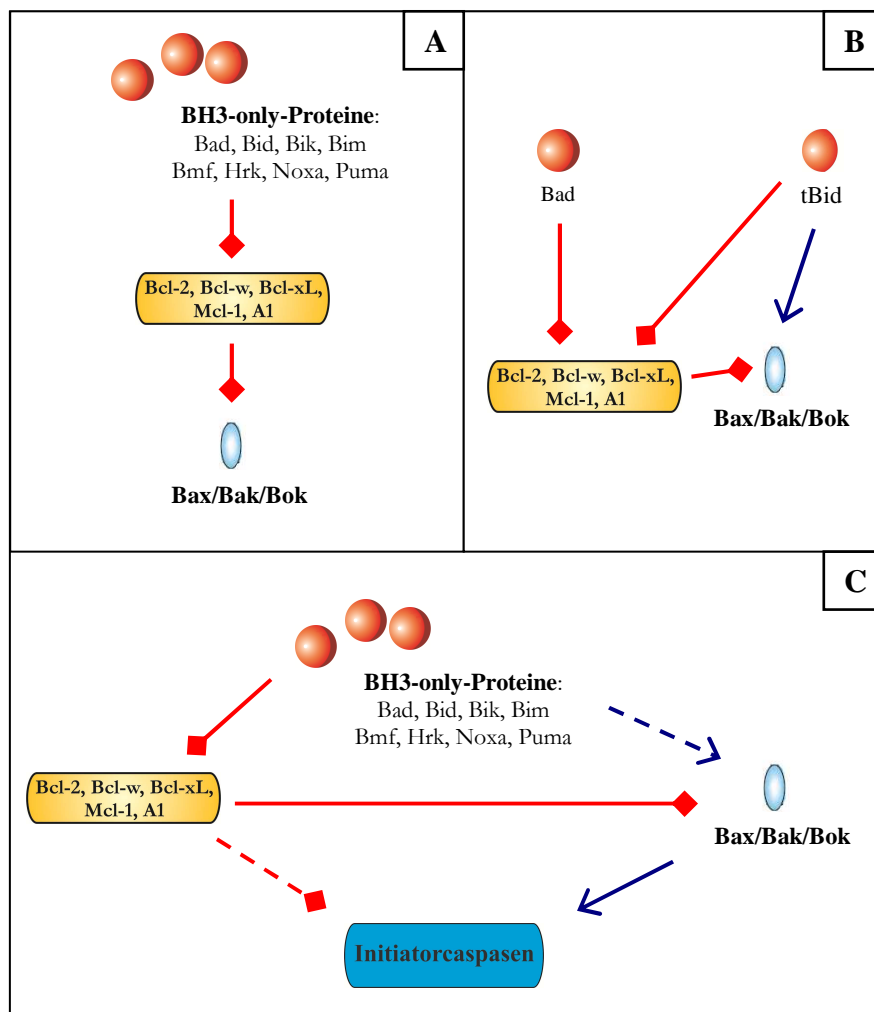 A
BH3-only-Proteine:
Bad, Bid, Bik, Bim
Bmf, Hrk, Noxa, Puma
Bcl-2, Bcl-w, Bcl-xL,
Mcl-1, A1
Bax/Bak/Bok
B
Bad
tBid
Bcl-2, Bcl-w, Bcl-xL,
Mcl-1, A1
Bax/Bak/Bok
C
BH3-only-Proteine:
Bad, Bid, Bik, Bim
Bmf, Hrk, Noxa, Puma
Bcl-2, Bcl-w, Bcl-xL,
Mcl-1, A1
Bax/Bak/Bok
Initiatorcaspasen